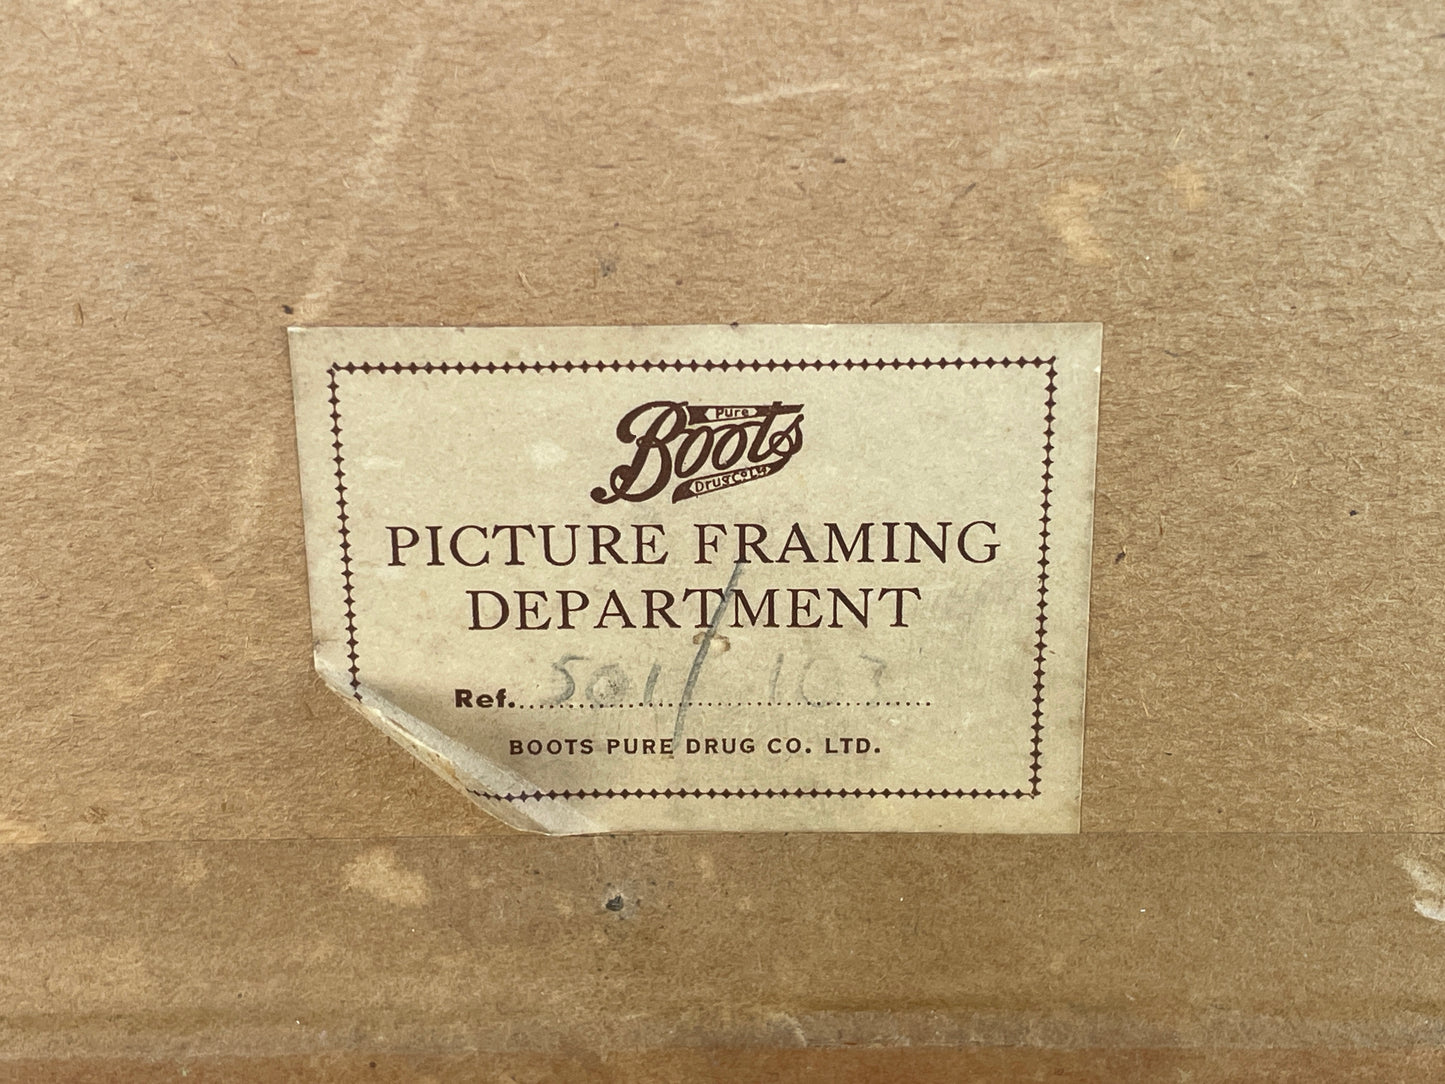 Pure
Boots
Drug Co Ltd
PICTURE FRAMING
DEPARTMENT
Ref. 501/ 103
BOOTS PURE DRUG CO. LTD.